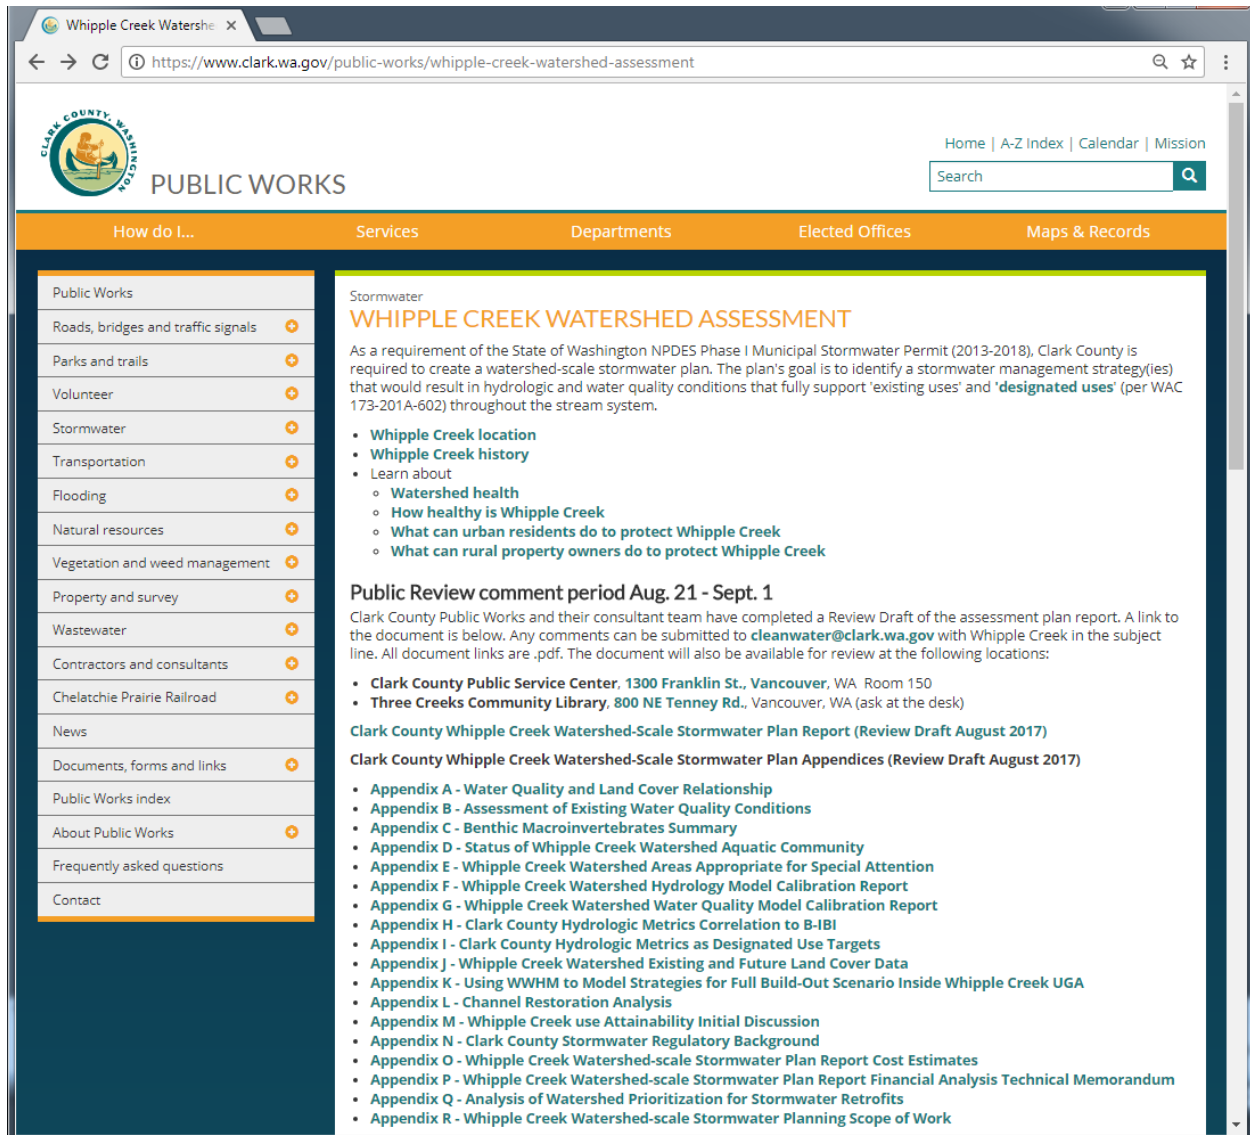 Whipple Creek Watershe
https://www.clark.wa.gov/public-works/whipple-creek-watershed-assessment
CLARK COUNTY, WASHINGTON
PUBLIC WORKS
Home | A-Z Index | Calendar | Mission
Search
How do I...
Services
Departments
Elected Offices
Maps & Records
Public Works
Roads, bridges and traffic signals
Parks and trails
Volunteer
Stormwater
Transportation
Flooding
Natural resources
Vegetation and weed management
Property and survey
Wastewater
Contractors and consultants
Chelatchie Prairie Railroad
News
Documents, forms and links
Public Works index
About Public Works
Frequently asked questions
Contact
Stormwater
WHIPPLE CREEK WATERSHED ASSESSMENT
As a requirement of the State of Washington NPDES Phase I Municipal Stormwater Permit (2013-2018), Clark County is
required to create a watershed-scale stormwater plan. The plan's goal is to identify a stormwater management strategy(ies)
that would result in hydrologic and water quality conditions that fully support 'existing uses' and 'designated uses' (per WAC
173-201A-602) throughout the stream system.
• Whipple Creek location
• Whipple Creek history
• Learn about
◦ Watershed health
◦ How healthy is Whipple Creek
◦ What can urban residents do to protect Whipple Creek
◦ What can rural property owners do to protect Whipple Creek
Public Review comment period Aug. 21 - Sept. 1
Clark County Public Works and their consultant team have completed a Review Draft of the assessment plan report. A link to
the document is below. Any comments can be submitted to cleanwater@clark.wa.gov with Whipple Creek in the subject
line. All document links are .pdf. The document will also be available for review at the following locations:
• Clark County Public Service Center, 1300 Franklin St., Vancouver, WA Room 150
• Three Creeks Community Library, 800 NE Tenney Rd., Vancouver, WA (ask at the desk)
Clark County Whipple Creek Watershed-Scale Stormwater Plan Report (Review Draft August 2017)
Clark County Whipple Creek Watershed-Scale Stormwater Plan Appendices (Review Draft August 2017)
• Appendix A - Water Quality and Land Cover Relationship
• Appendix B - Assessment of Existing Water Quality Conditions
• Appendix C - Benthic Macroinvertebrates Summary
• Appendix D - Status of Whipple Creek Watershed Aquatic Community
• Appendix E - Whipple Creek Watershed Areas Appropriate for Special Attention
• Appendix F - Whipple Creek Watershed Hydrology Model Calibration Report
• Appendix G - Whipple Creek Watershed Water Quality Model Calibration Report
• Appendix H - Clark County Hydrologic Metrics Correlation to B-IBI
• Appendix I - Clark County Hydrologic Metrics as Designated Use Targets
• Appendix J - Whipple Creek Watershed Existing and Future Land Cover Data
• Appendix K - Using WWHM to Model Strategies for Full Build-Out Scenario Inside Whipple Creek UGA
• Appendix L - Channel Restoration Analysis
• Appendix M - Whipple Creek use Attainability Initial Discussion
• Appendix N - Clark County Stormwater Regulatory Background
• Appendix O - Whipple Creek Watershed-scale Stormwater Plan Report Cost Estimates
• Appendix P - Whipple Creek Watershed-scale Stormwater Plan Report Financial Analysis Technical Memorandum
• Appendix Q - Analysis of Watershed Prioritization for Stormwater Retrofits
• Appendix R - Whipple Creek Watershed-scale Stormwater Planning Scope of Work